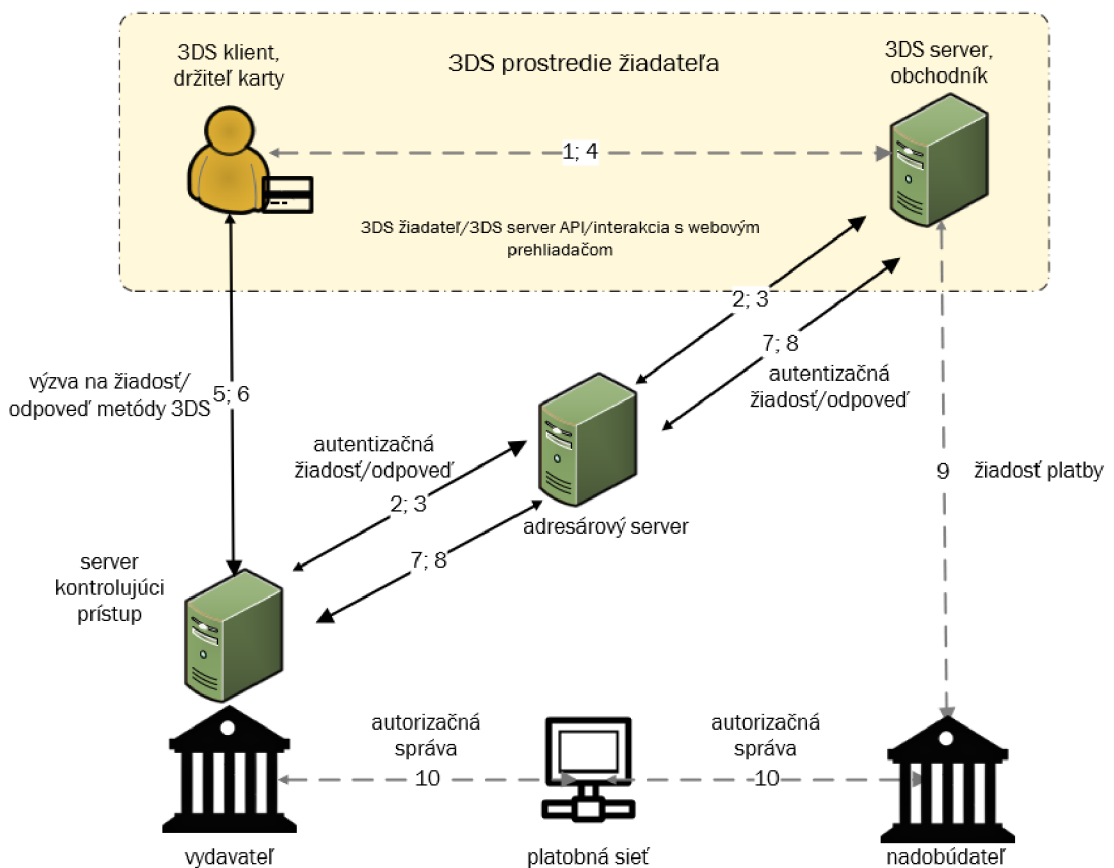 3DS klient,
držiteľ karty
3DS prostredie žiadateľa
3DS server,
obchodník
1; 4
3DS žiadateľ/3DS server API/interakcia s webovým
prehliadačom
2; 3
7; 8
autentizačná
žiadosť/odpoveď
výzva na žiadosť/
odpoveď metódy 3DS
5; 6
autentizačná
žiadosť/odpoveď
2; 3
7; 8
adresárový server
9
žiadosť platby
server
kontrolujúci
prístup
autorizačná
správa
10
autorizačná
správa
10
vydavateľ
platobná sieť
nadobúdateľ